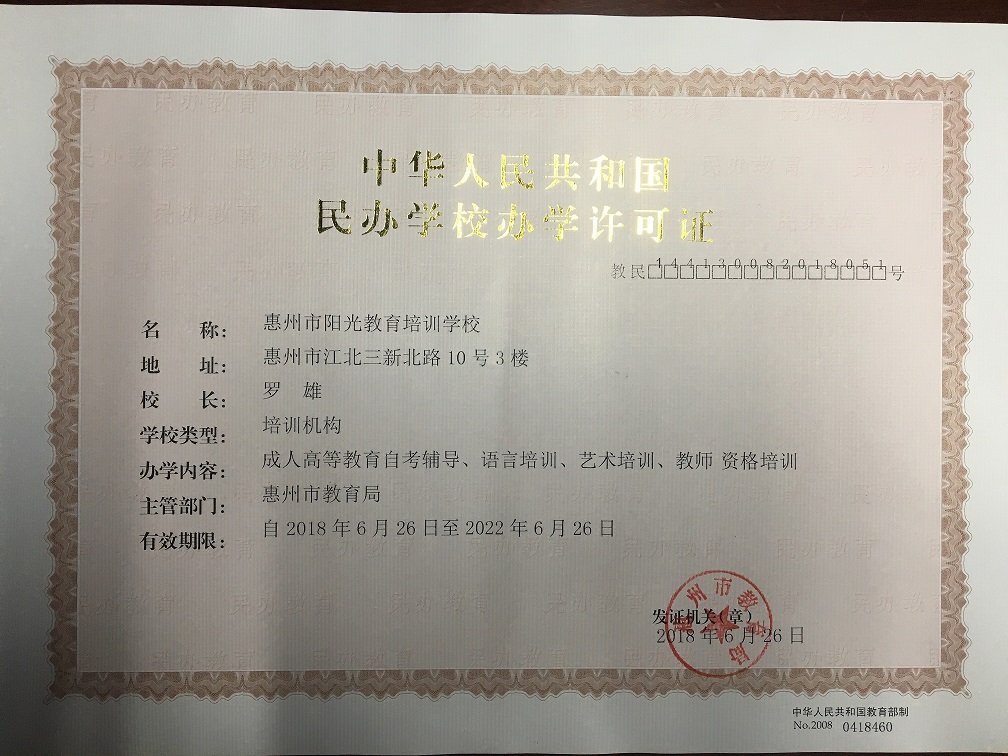 中华人民共和国
民办学校办学许可证
教民144130082018051号
名 称： 惠州市阳光教育培训学校
地 址： 惠州市江北三新北路10号3楼
校 长： 罗 雄
学校类型： 培训机构
办学内容： 成人高等教育自考辅导、语言培训、艺术培训、教师 资格培训
主管部门： 惠州市教育局
有效期限： 自2018年6月26日至2022年6月26日
惠州市教育局
发证机关（章）
2018年6月26日
中华人民共和国教育部制
No.2008 0418460